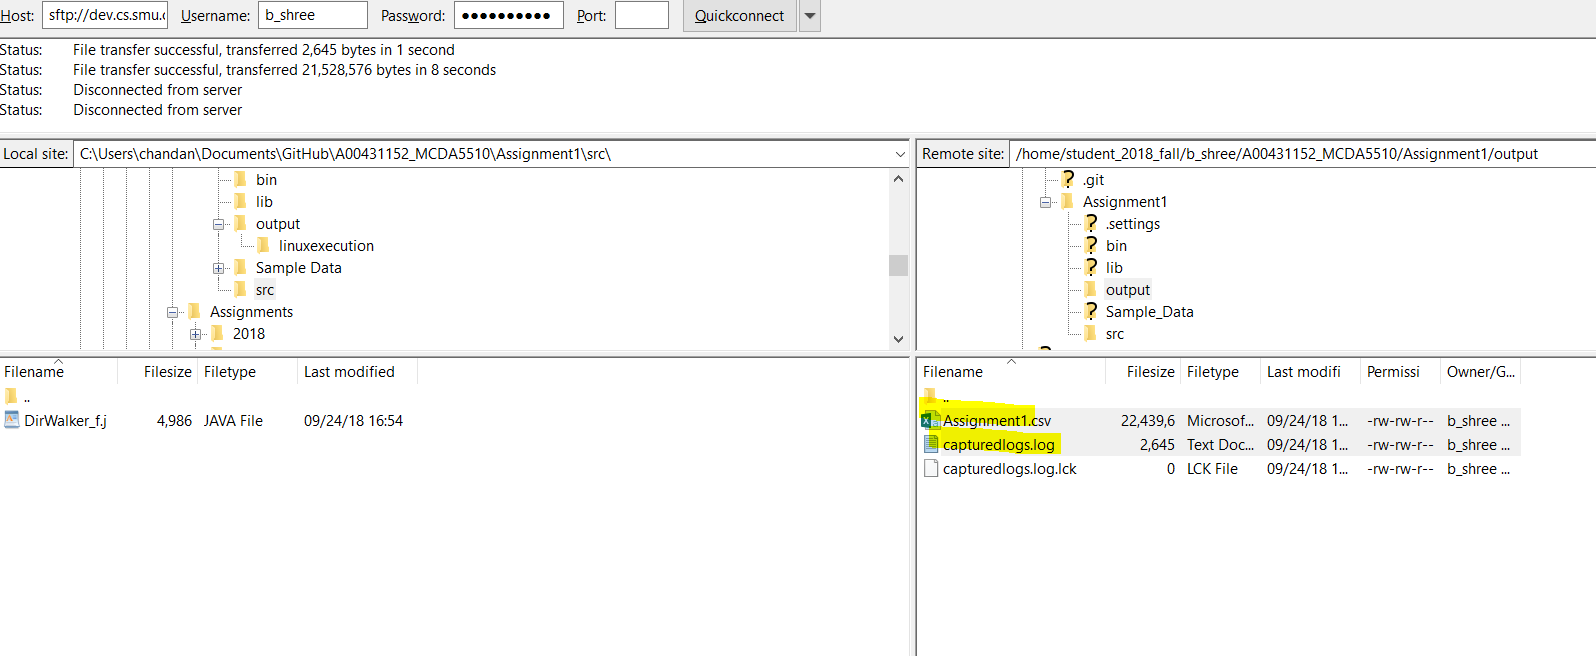 Host: sftp://dev.cs.smu.c Username: b_shree Password: ●●●●●●●●●● Port: Quickconnect
Status: File transfer successful, transferred 2,645 bytes in 1 second
Status: File transfer successful, transferred 21,528,576 bytes in 8 seconds
Status: Disconnected from server
Status: Disconnected from server
Local site: C:\Users\chandan\Documents\GitHub\A00431152_MCDA5510\Assignment1\src\
bin
lib
output
linuxexecution
Sample Data
src
Assignments
2018
Remote site: /home/student_2018_fall/b_shree/A00431152_MCDA5510/Assignment1/output
? .git
Assignment1
? .settings
? bin
? lib
output
? Sample_Data
src
Filename Filesize Filetype Last modified
..
DirWalker_f.j 4,986 JAVA File 09/24/18 16:54
Filename Filesize Filetype Last modifi Permissi Owner/G...
..
Assignment1.csv 22,439,6 Microsof... 09/24/18 1... -rw-rw-r-- b_shree ...
capturedlogs.log 2,645 Text Doc... 09/24/18 1... -rw-rw-r-- b_shree ...
capturedlogs.log.lck 0 LCK File 09/24/18 1... -rw-rw-r-- b_shree ...